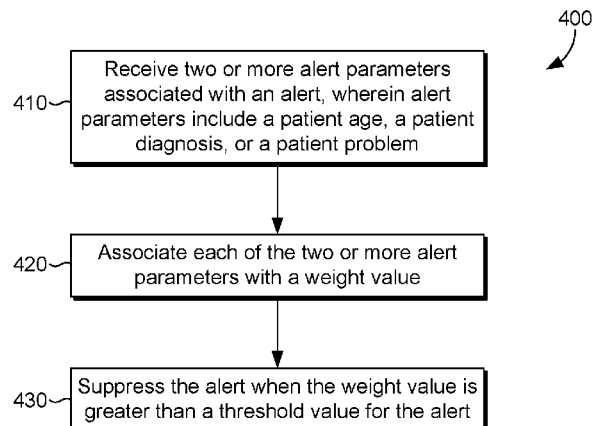 400
410
Receive two or more alert parameters
associated with an alert, wherein alert
parameters include a patient age, a patient
diagnosis, or a patient problem
420
Associate each of the two or more alert
parameters with a weight value
430
Suppress the alert when the weight value is
greater than a threshold value for the alert